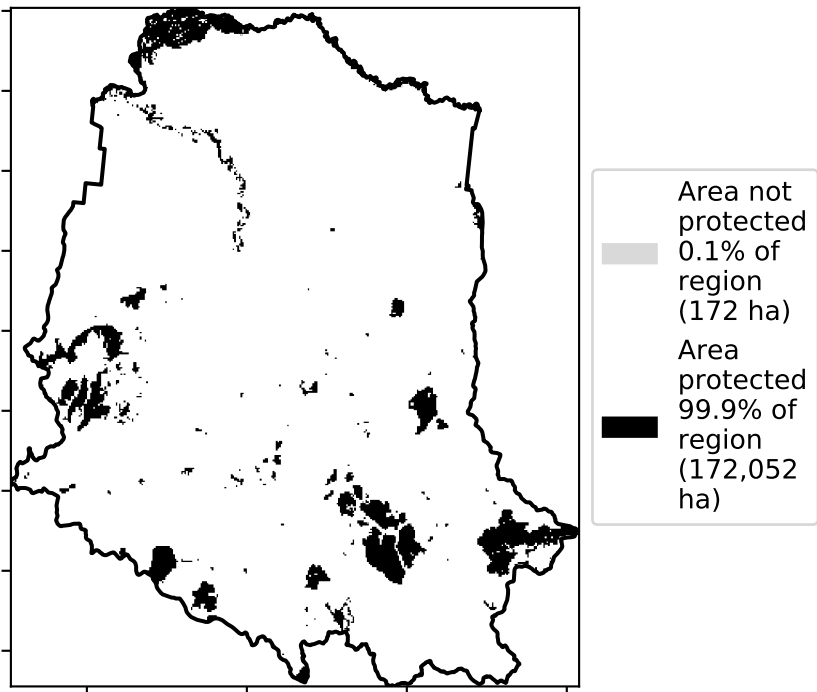 Area not
protected
0.1% of
region
(172 ha)
Area
protected
99.9% of
region
(172,052
ha)